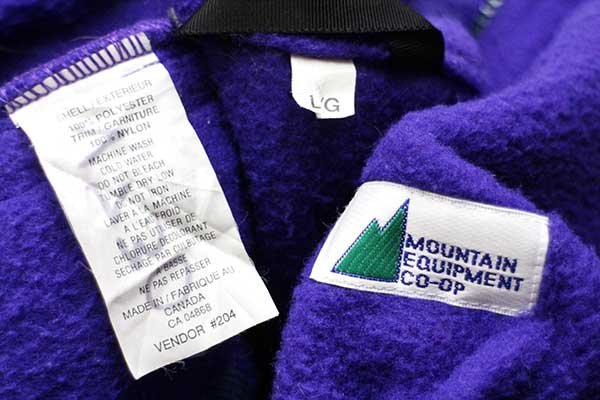 SHELL / EXTERIEUR
100% POLYESTER
TRIM / GARNITURE
100% NYLON
MACHINE WASH
COLD WATER
DO NOT BLEACH
TUMBLE DRY LOW
DO NOT IRON
LAVER A LA MACHINE
A L'EAU FROID
NE PAS UTILISER DE
CHLORURE DECOLORANT
SECHAGE PAR CULBUTAGE
A BASSE
NE PAS REPASSER
MADE IN / FABRIQUE AU
CANADA
CA 04868
VENDOR #204
L'G
MOUNTAIN
EQUIPMENT
CO-OP